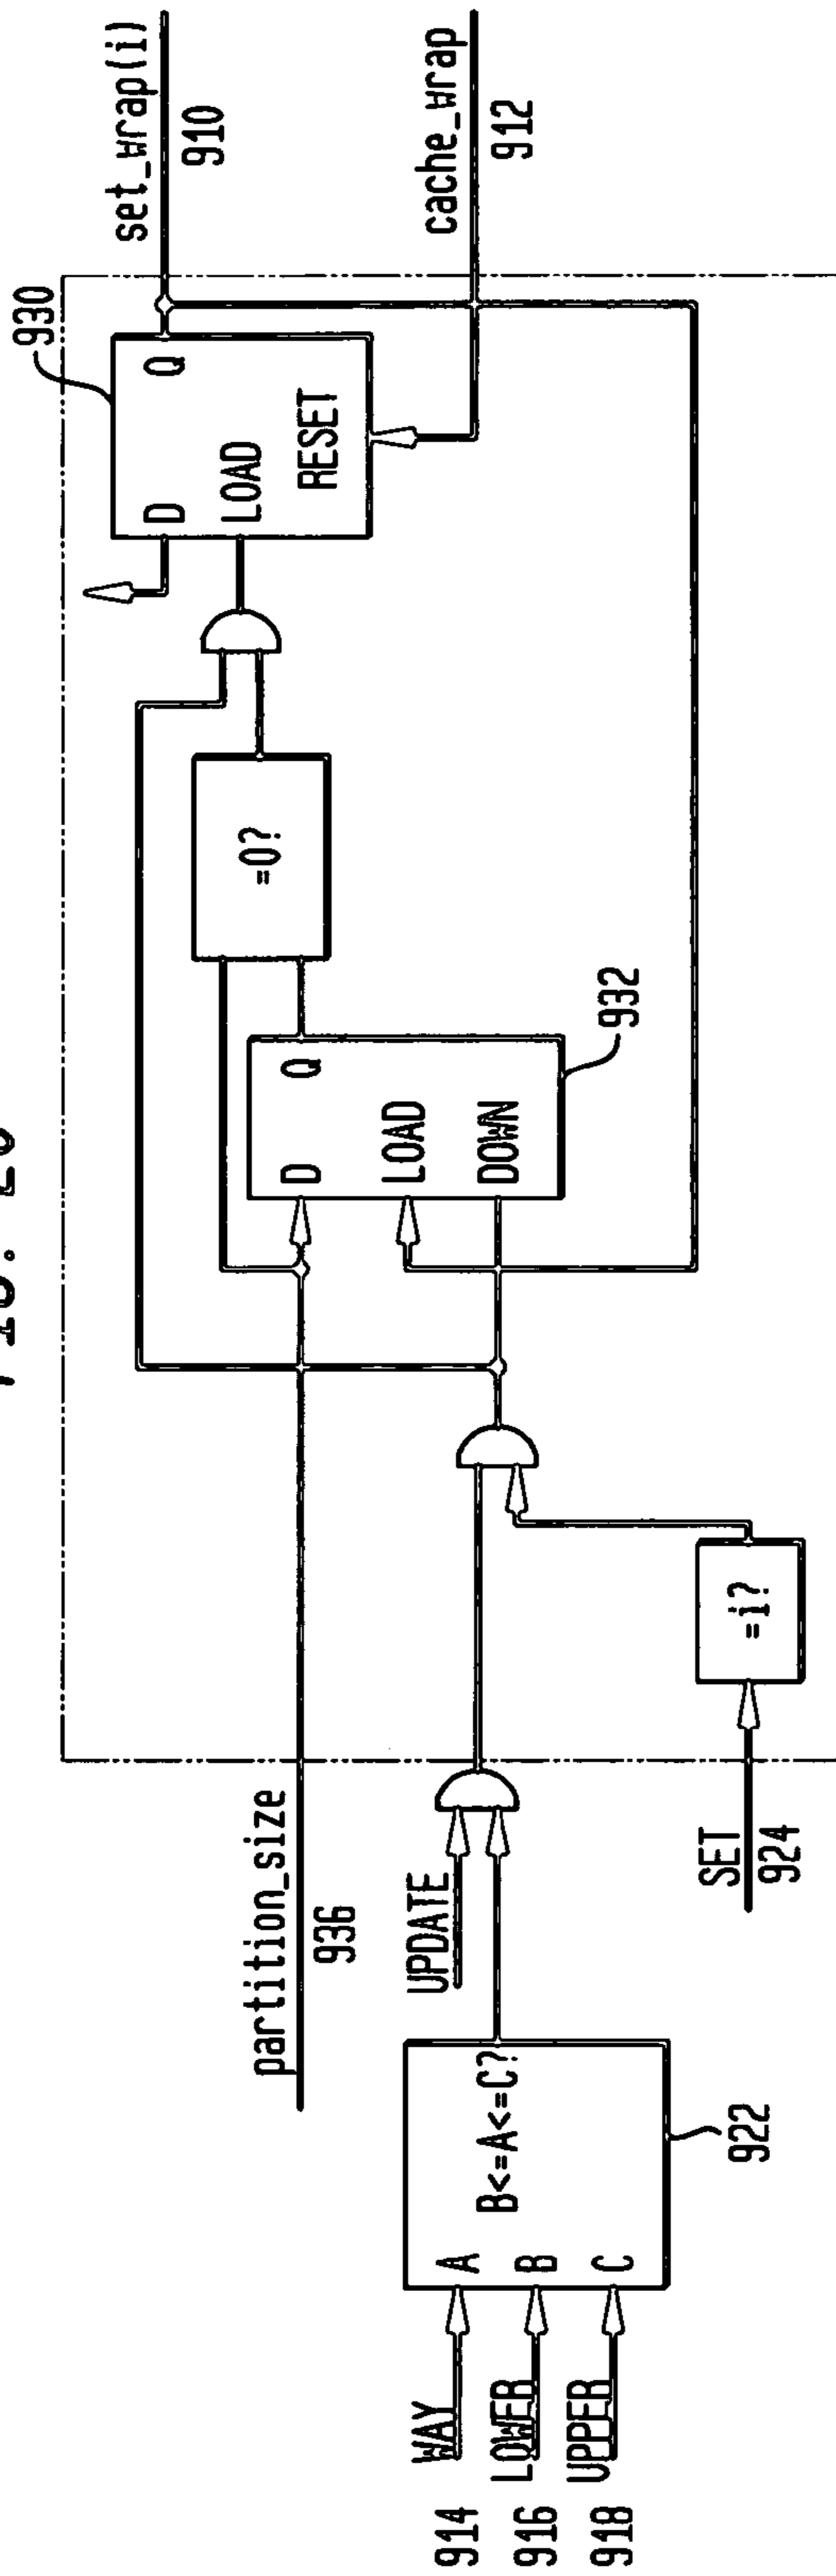 930
set_wrap(i)
910
D
Q
LOAD
RESET
cache_wrap
912
=0?
partition_size
936
D
Q
LOAD
DOWN
932
UPDATE
WAY
914
LOWER
916
UPPER
918
A
B
C
B<=A<=C?
922
SET
924
=i?